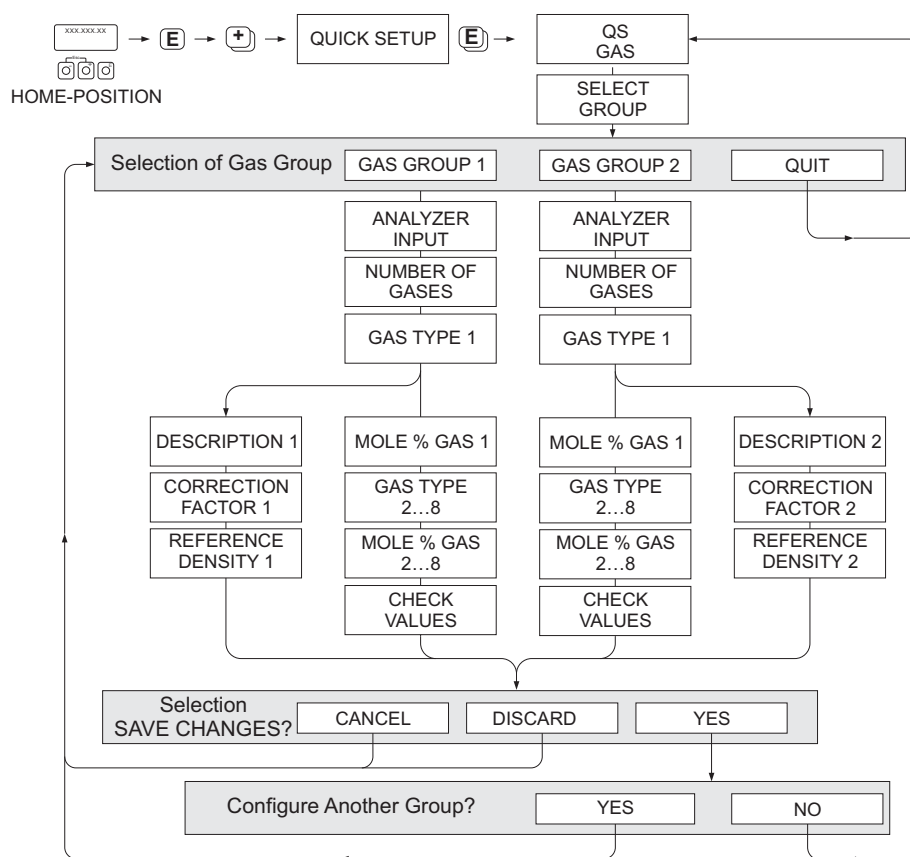 xxx.xxx.xx
E
+
QUICK SETUP
E
QS
GAS
HOME-POSITION
SELECT
GROUP
Selection of Gas Group
GAS GROUP 1
GAS GROUP 2
QUIT
ANALYZER
INPUT
ANALYZER
INPUT
NUMBER OF
GASES
NUMBER OF
GASES
GAS TYPE 1
GAS TYPE 1
DESCRIPTION 1
MOLE % GAS 1
MOLE % GAS 1
DESCRIPTION 2
CORRECTION
FACTOR 1
GAS TYPE
2...8
GAS TYPE
2...8
CORRECTION
FACTOR 2
REFERENCE
DENSITY 1
MOLE % GAS
2...8
MOLE % GAS
2...8
REFERENCE
DENSITY 2
CHECK
VALUES
CHECK
VALUES
Selection
SAVE CHANGES?
CANCEL
DISCARD
YES
Configure Another Group?
YES
NO